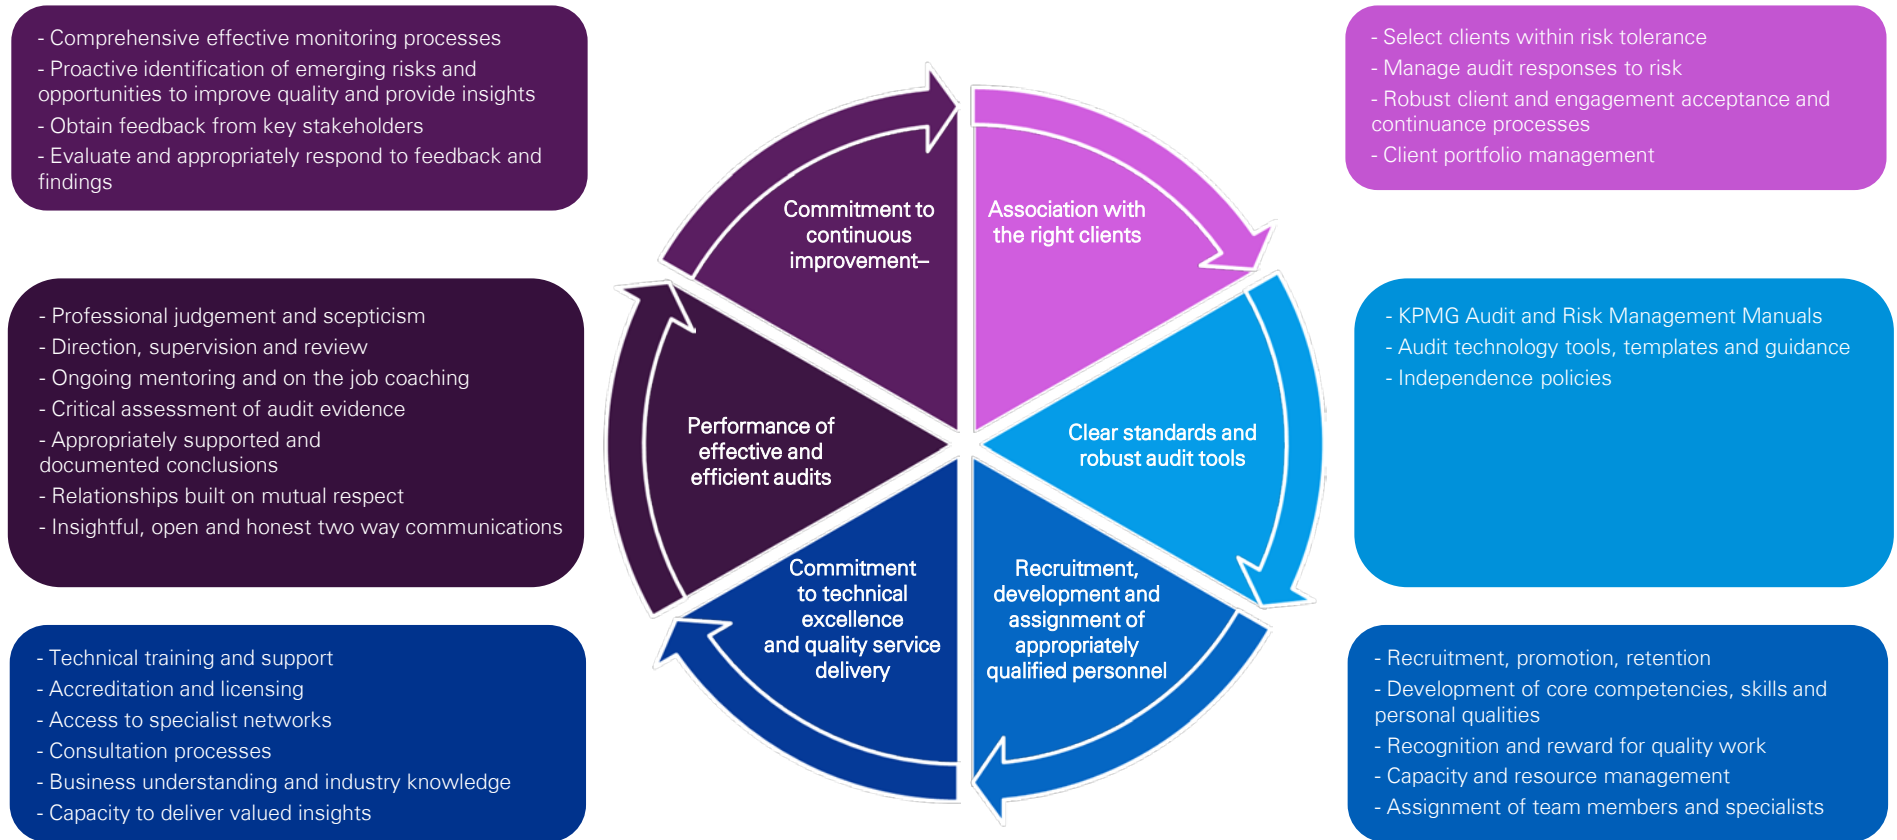 - Comprehensive effective monitoring processes
- Proactive identification of emerging risks and
opportunities to improve quality and provide insights
- Obtain feedback from key stakeholders
- Evaluate and appropriately respond to feedback and
findings
- Select clients within risk tolerance
- Manage audit responses to risk
- Robust client and engagement acceptance and
continuance processes
- Client portfolio management
Commitment to
continuous
improvement–
Association with
the right clients
- Professional judgement and scepticism
- Direction, supervision and review
- Ongoing mentoring and on the job coaching
- Critical assessment of audit evidence
- Appropriately supported and
documented conclusions
- Relationships built on mutual respect
- Insightful, open and honest two way communications
Performance of
effective and
efficient audits
Clear standards and
robust audit tools
- KPMG Audit and Risk Management Manuals
- Audit technology tools, templates and guidance
- Independence policies
Commitment
to technical
excellence
and quality service
delivery
Recruitment,
development and
assignment of
appropriately
qualified personnel
- Technical training and support
- Accreditation and licensing
- Access to specialist networks
- Consultation processes
- Business understanding and industry knowledge
- Capacity to deliver valued insights
- Recruitment, promotion, retention
- Development of core competencies, skills and
personal qualities
- Recognition and reward for quality work
- Capacity and resource management
- Assignment of team members and specialists